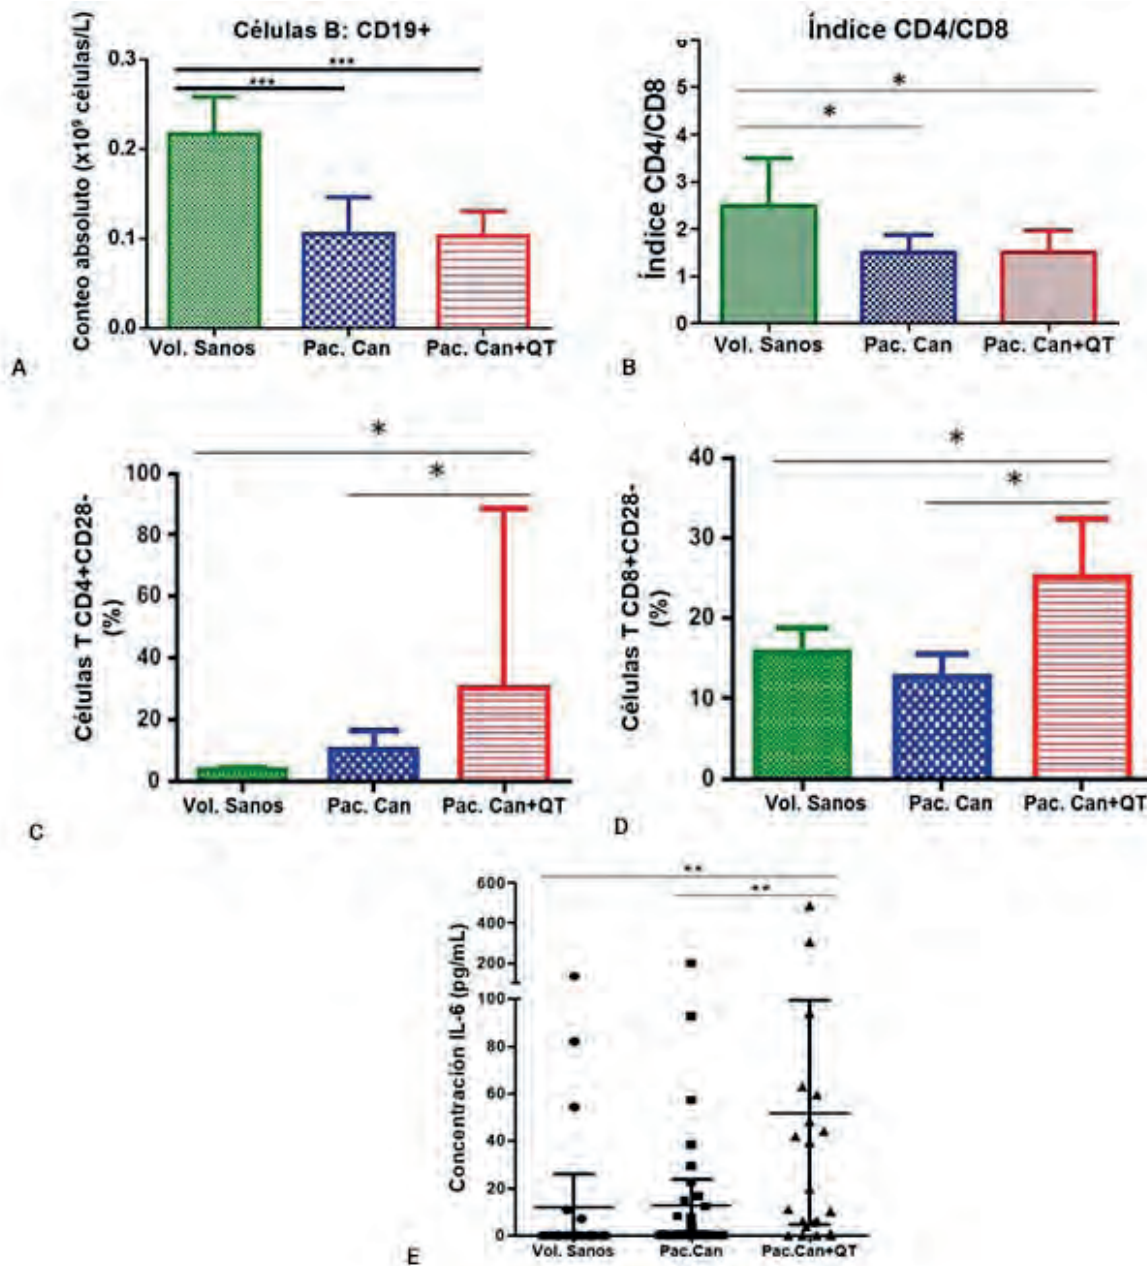 Células B: CD19+
Conteo absoluto (x10⁹ células/L)
0.3
0.2
0.1
0.0
***
***
Vol. Sanos Pac. Can Pac. Can+QT
A
Índice CD4/CD8
Índice CD4/CD8
6
5
4
3
2
1
0
*
*
Vol. Sanos Pac. Can Pac. Can+QT
B
Células T CD4+CD28-
(%)
100
80
60
40
20
0
*
*
Vol. Sanos Pac. Can Pac. Can+QT
C
Células T CD8+CD28-
(%)
40
30
20
10
0
*
*
Vol. Sanos Pac. Can Pac. Can+QT
D
Concentración IL-6 (pg/mL)
600
400
200
100
80
60
40
20
0
**
**
Vol. Sanos Pac.Can Pac.Can+QT
E